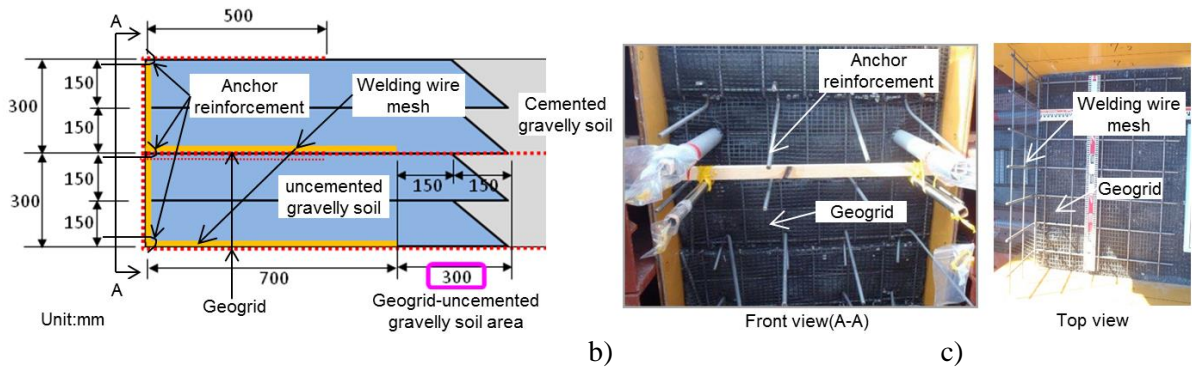 A
500
150
150
300
Anchor
reinforcement
Welding wire
mesh
Cemented
gravelly soil
150
150
300
uncemented
gravelly soil
150
150
A
700
300
Geogrid
Geogrid-uncemented
gravelly soil area
Unit:mm
Anchor
reinforcement
Geogrid
Front view(A-A)
Welding wire
mesh
Geogrid
Top view
b)
c)